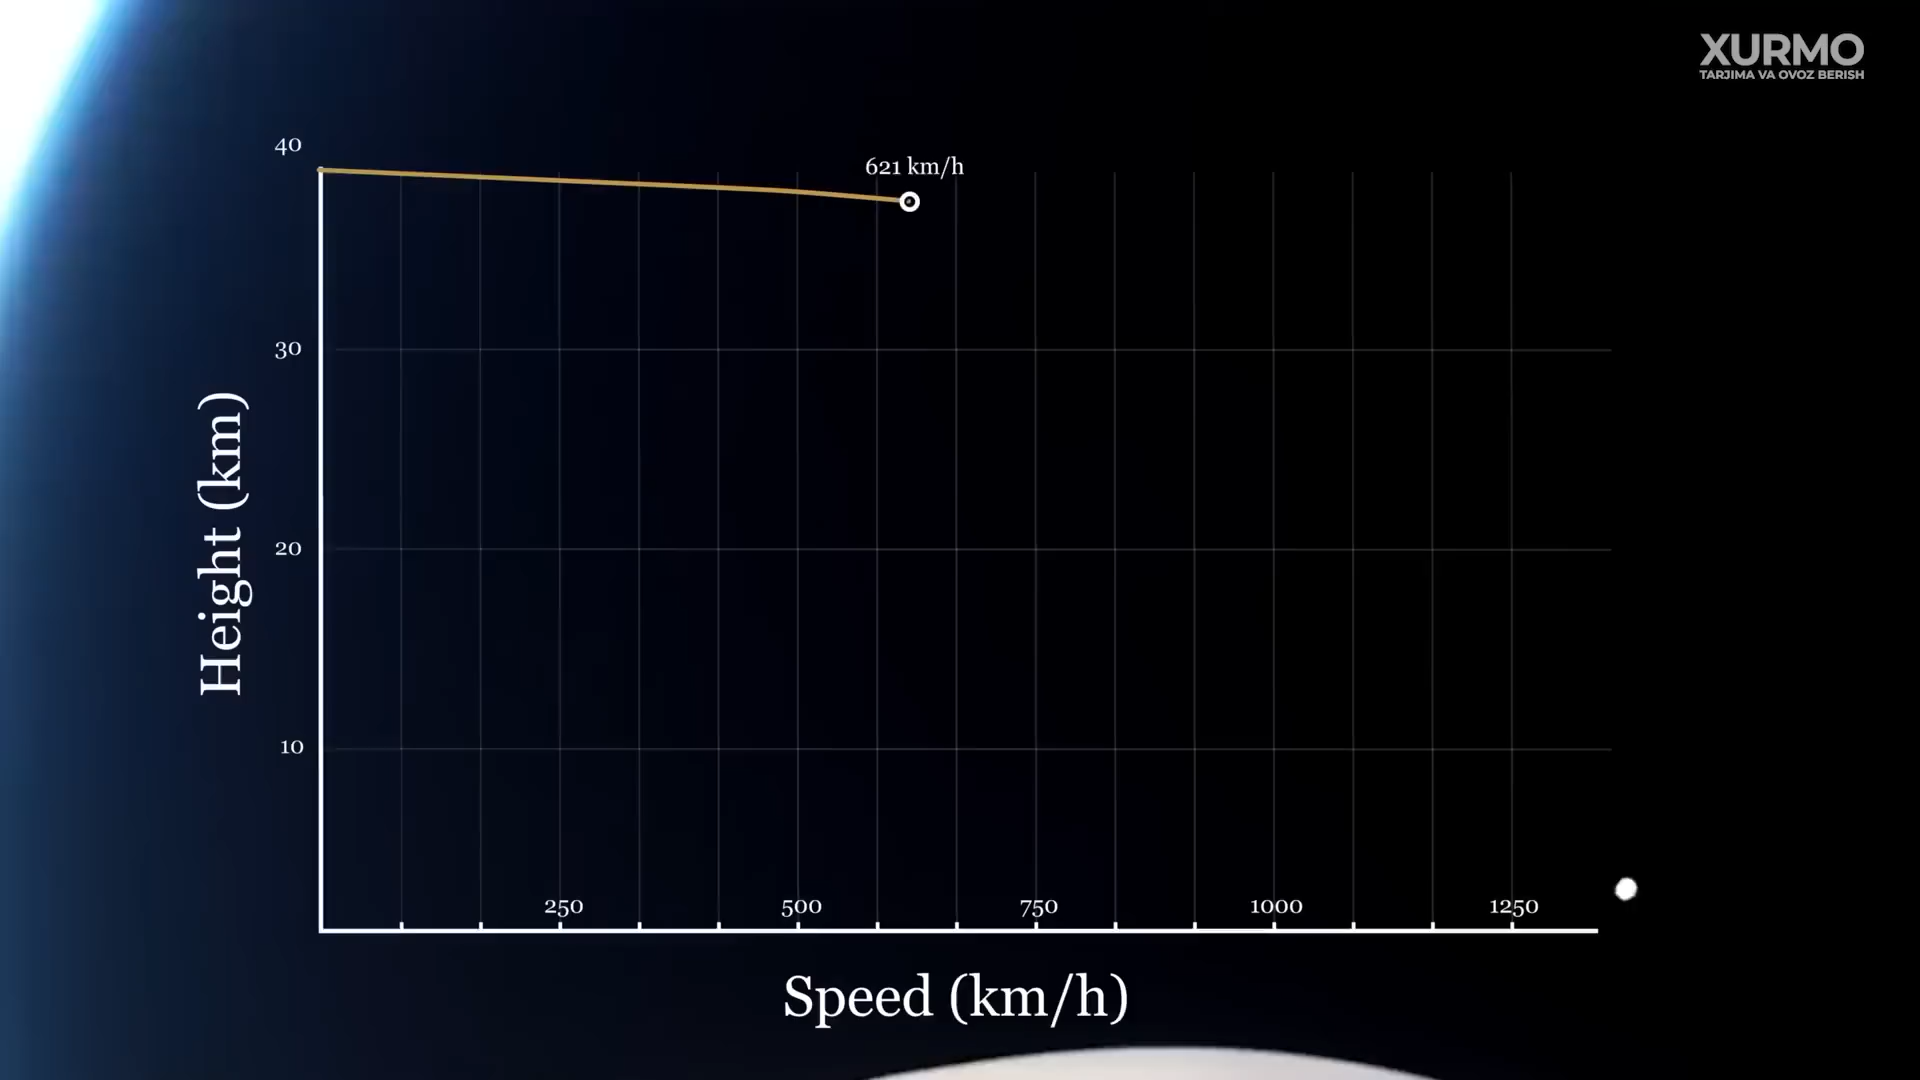 XURMO
TARJIMA VA OVOZ BERISH
40
621 km/h
30
20
10
Height (km)
250 500 750 1000 1250
Speed (km/h)